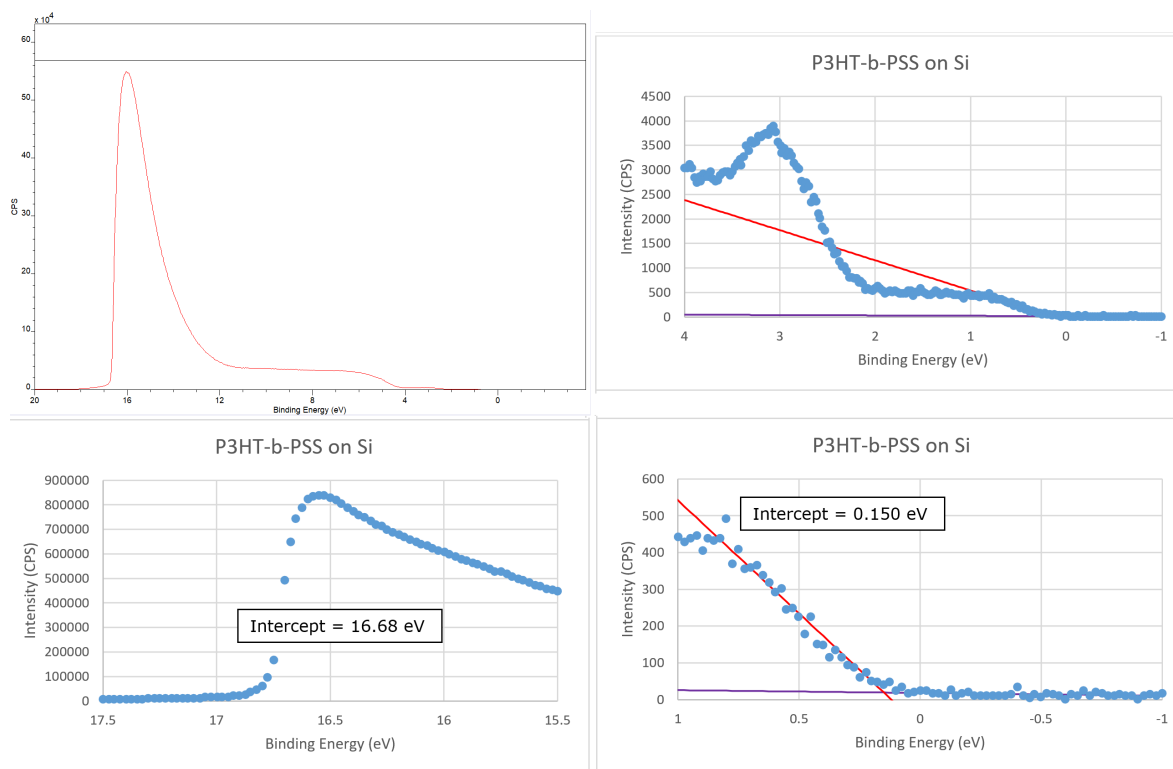 x 10⁴
60
50
40
30
20
10
0
CPS
20 16 12 8 4 0
Binding Energy (eV)
P3HT-b-PSS on Si
4500
4000
3500
3000
2500
2000
1500
1000
500
0
Intensity (CPS)
4 3 2 1 0 -1
Binding Energy (eV)
P3HT-b-PSS on Si
900000
800000
700000
600000
500000
400000
300000
200000
100000
0
Intensity (CPS)
Intercept = 16.68 eV
17.5 17 16.5 16 15.5
Binding Energy (eV)
P3HT-b-PSS on Si
600
500
400
300
200
100
0
Intensity (CPS)
Intercept = 0.150 eV
1 0.5 0 -0.5 -1
Binding Energy (eV)